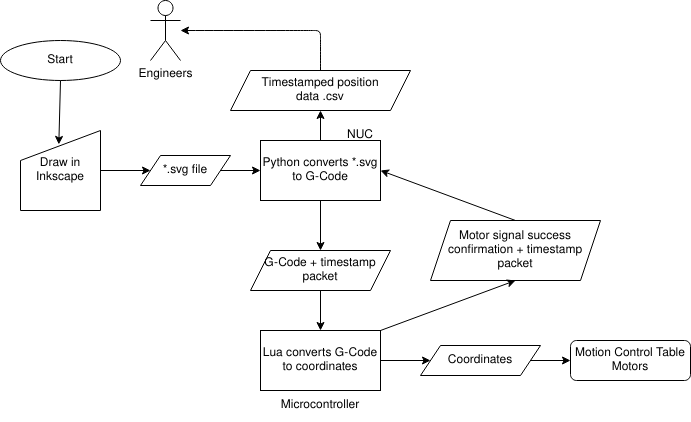 Engineers
Start
Timestamped position
data .csv
NUC
Draw in
Inkscape
*.svg file
Python converts *.svg
to G-Code
Motor signal success
confirmation + timestamp
packet
G-Code + timestamp
packet
Lua converts G-Code
to coordinates
Coordinates
Motion Control Table
Motors
Microcontroller